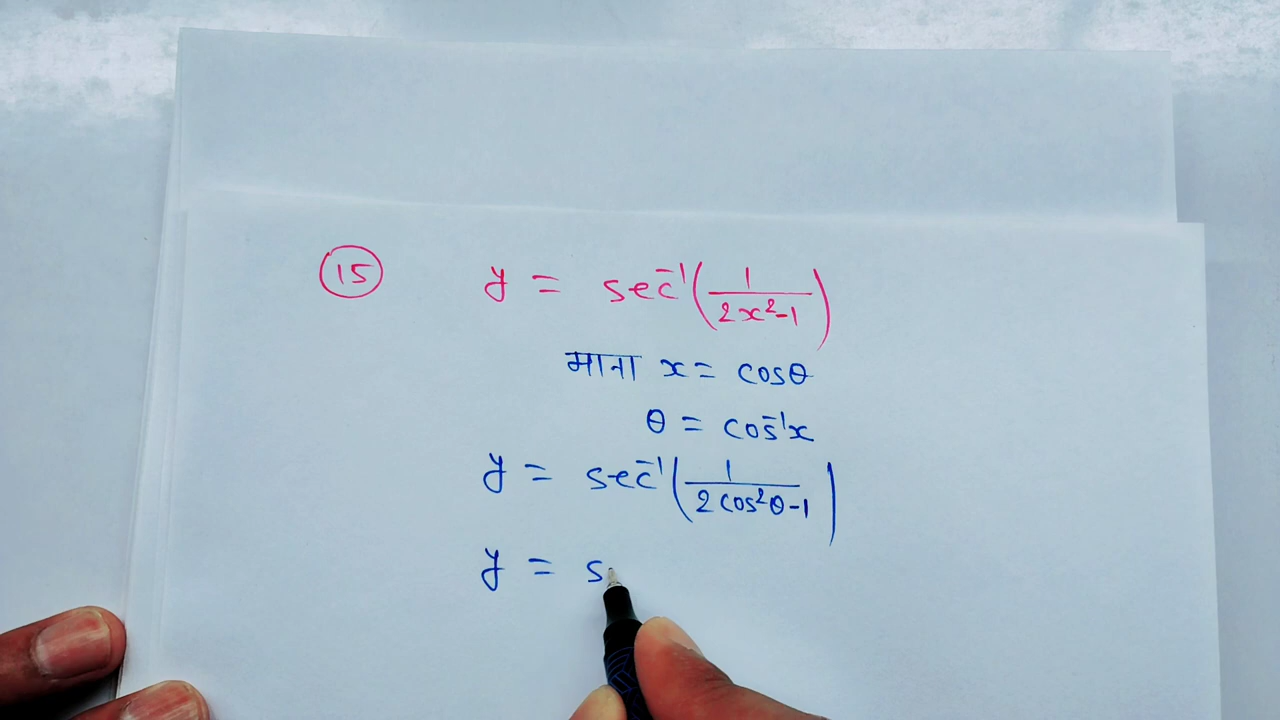 15 y = sec⁻¹(1/(2x²-1))
माना x = cosθ
θ = cos⁻¹x
y = sec⁻¹(1/(2cos²θ-1))
y = s